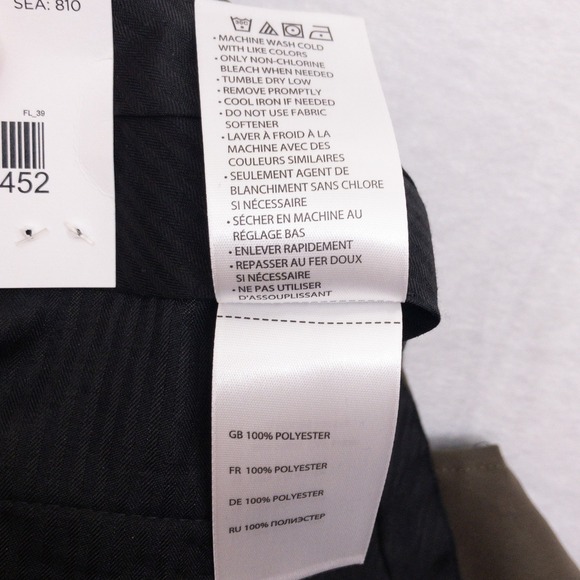 SEA: 810
FL_39
452
• MACHINE WASH COLD
WITH LIKE COLORS
• ONLY NON-CHLORINE
BLEACH WHEN NEEDED
• TUMBLE DRY LOW
• REMOVE PROMPTLY
• COOL IRON IF NEEDED
• DO NOT USE FABRIC
SOFTENER
• LAVER À FROID À LA
MACHINE AVEC DES
COULEURS SIMILAIRES
• SEULEMENT AGENT DE
BLANCHIMENT SANS CHLORE
SI NÉCESSAIRE
• SÉCHER EN MACHINE AU
RÉGLAGE BAS
• ENLEVER RAPIDEMENT
• REPASSER AU FER DOUX
SI NÉCESSAIRE
• NE PAS UTILISER
D'ASSOUPLISSANT
GB 100% POLYESTER
FR 100% POLYESTER
DE 100% POLYESTER
RU 100% ПОЛИЭСТЕР